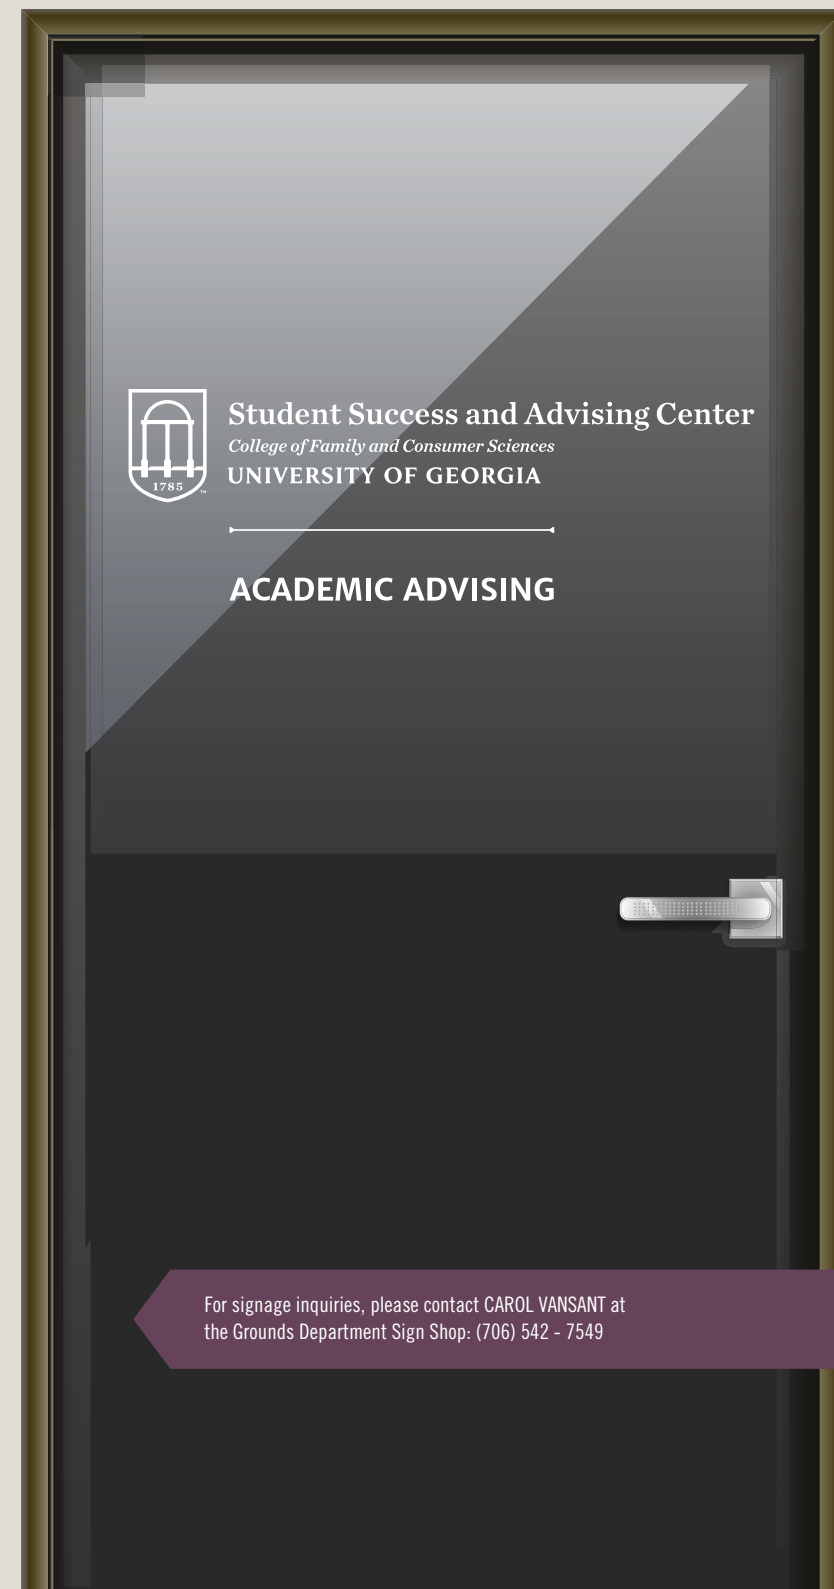 Student Success and Advising Center
College of Family and Consumer Sciences
UNIVERSITY OF GEORGIA
1785
TM
ACADEMIC ADVISING
For signage inquiries, please contact CAROL VANSANT at
the Grounds Department Sign Shop: (706) 542 - 7549